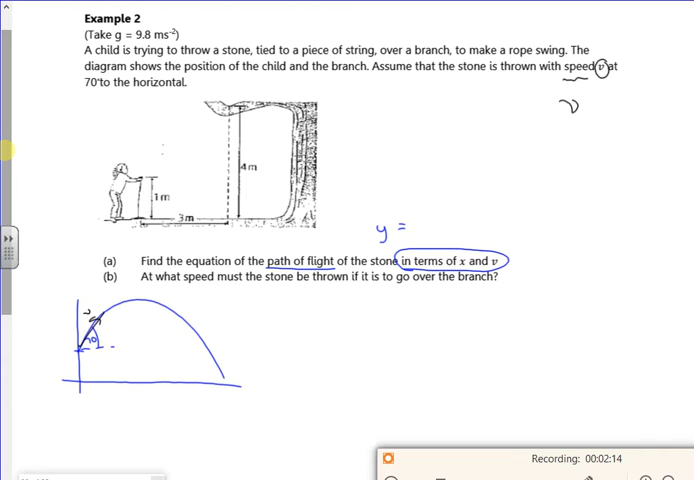 Example 2
(Take g = 9.8 ms⁻²)
A child is trying to throw a stone, tied to a piece of string, over a branch, to make a rope swing. The
diagram shows the position of the child and the branch. Assume that the stone is thrown with speed v at
70°to the horizontal.
v
4m
1m
3m
y =
(a) Find the equation of the path of flight of the stone in terms of x and v
(b) At what speed must the stone be thrown if it is to go over the branch?
v
70
Recording: 00:02:14